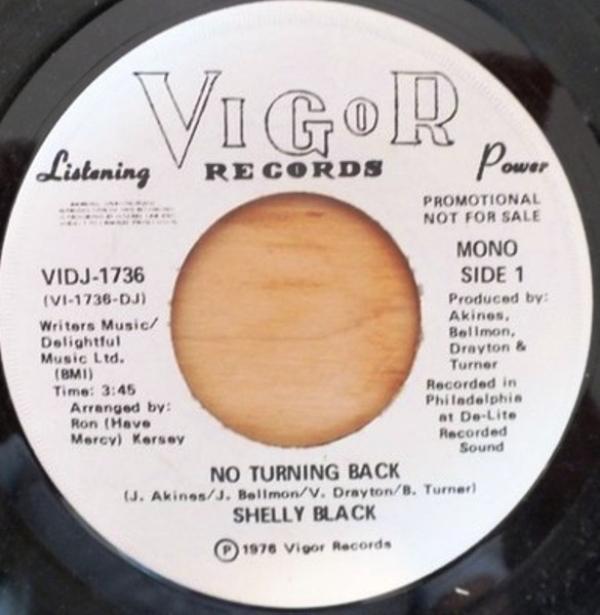 VIGOR
RECORDS
Listening
Power
PROMOTIONAL
NOT FOR SALE
MONO
SIDE 1
VIDJ-1736
(VI-1736-DJ)
Writers Music/
Delightful
Music Ltd.
(BMI)
Time: 3:45
Arranged by:
Ron (Have
Mercy) Kersey
Produced by:
Akines,
Bellmon,
Drayton &
Turner
Recorded in
Philadelphia
at De-Lite
Recorded
Sound
NO TURNING BACK
(J. Akines/J. Bellmon/V. Drayton/B. Turner)
SHELLY BLACK
Ⓟ 1976 Vigor Records